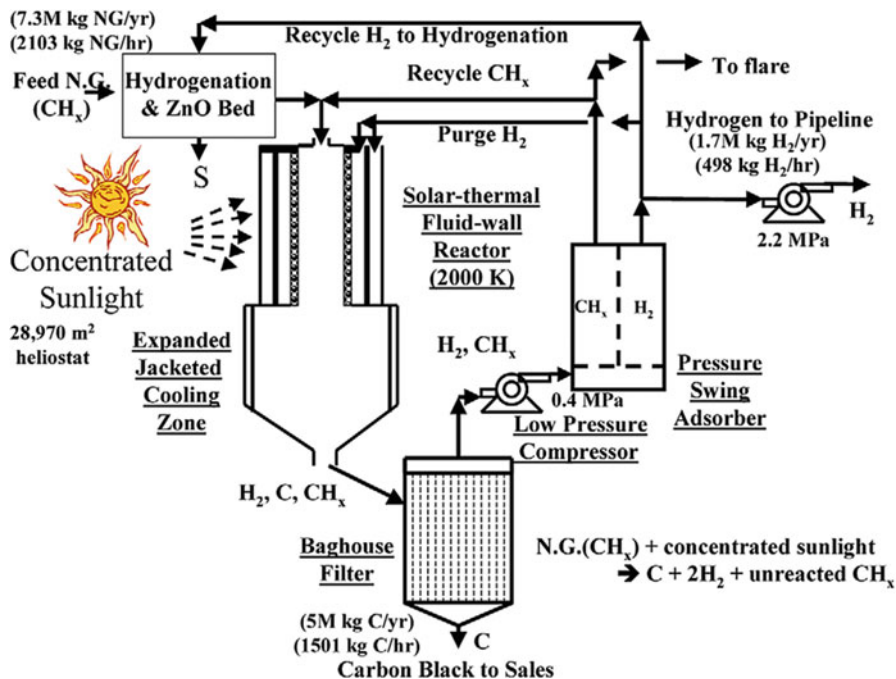 (7.3M kg NG/yr)
(2103 kg NG/hr)
Recycle H₂ to Hydrogenation
Feed N.G.
(CHₓ)
Hydrogenation
& ZnO Bed
Recycle CHₓ
To flare
Purge H₂
Hydrogen to Pipeline
(1.7M kg H₂/yr)
(498 kg H₂/hr)
S
H₂
2.2 MPa
Solar-thermal
Fluid-wall
Reactor
(2000 K)
Concentrated
Sunlight
28,970 m²
heliostat
CHₓ
H₂
Expanded
Jacketed
Cooling
Zone
H₂, CHₓ
0.4 MPa
Pressure
Swing
Adsorber
Low Pressure
Compressor
H₂, C, CHₓ
Baghouse
Filter
N.G.(CHₓ) + concentrated sunlight
➔ C + 2H₂ + unreacted CHₓ
(5M kg C/yr)
(1501 kg C/hr)
C
Carbon Black to Sales